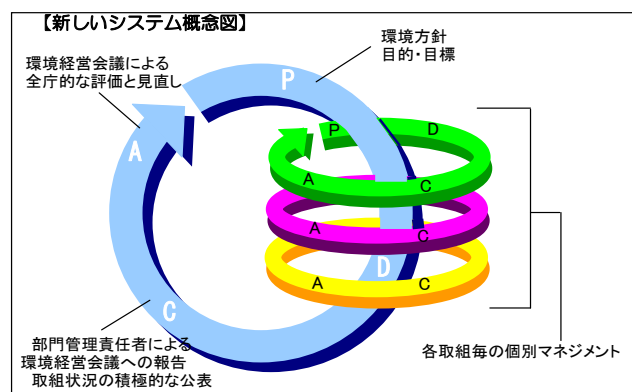 【新しいシステム概念図】
環境方針
目的・目標
環境経営会議による
全庁的な評価と見直し
P
P
D
A
A
C
A
C
D
A
C
C
部門管理責任者による
環境経営会議への報告
取組状況の積極的な公表
各取組毎の個別マネジメント